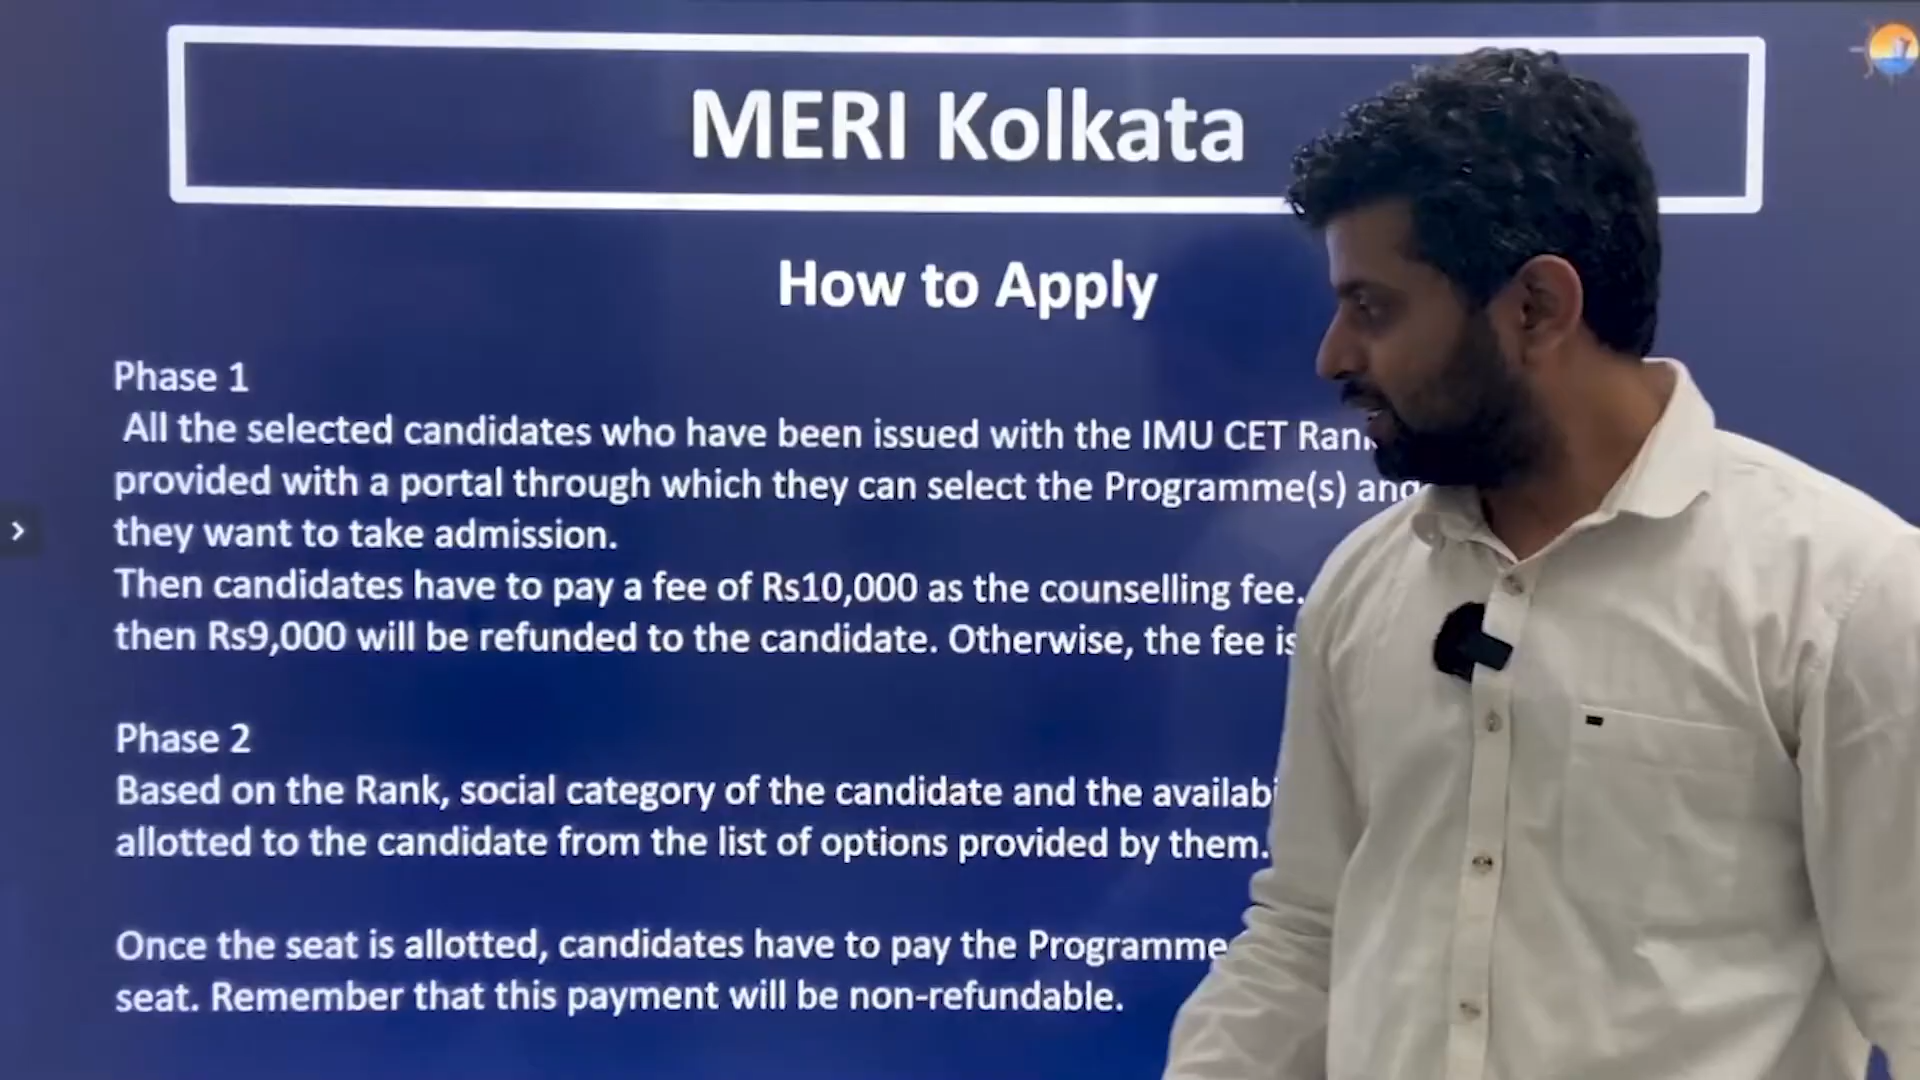 MERI Kolkata
How to Apply
Phase 1
All the selected candidates who have been issued with the IMU CET
provided with a portal through which they can select the Programme(s)
they want to take admission.
Then candidates have to pay a fee of Rs10,000 as the counselling fee.
then Rs9,000 will be refunded to the candidate. Otherwise, the fee is
Phase 2
Based on the Rank, social category of the candidate and the
allotted to the candidate from the list of options provided by them.
Once the seat is allotted, candidates have to pay the Programme
seat. Remember that this payment will be non-refundable.